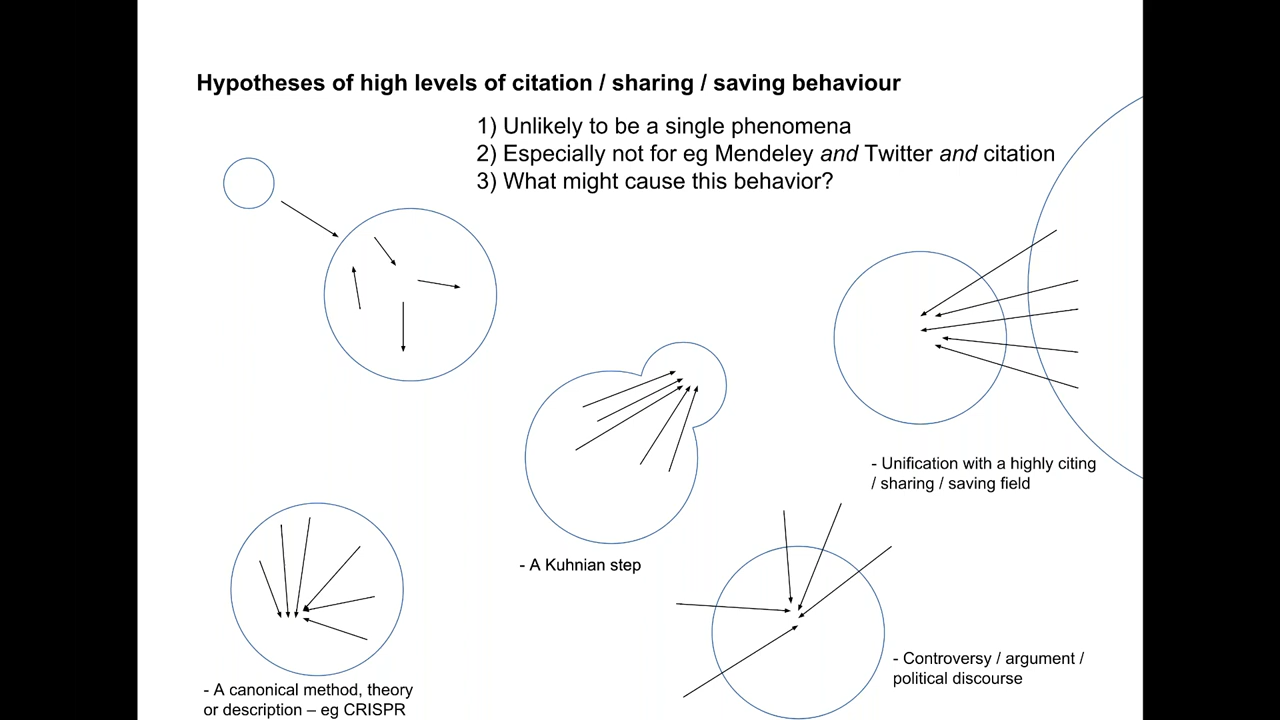 Hypotheses of high levels of citation / sharing / saving behaviour
1) Unlikely to be a single phenomena
2) Especially not for eg Mendeley and Twitter and citation
3) What might cause this behavior?
- Unification with a highly citing
/ sharing / saving field
- A Kuhnian step
- Controversy / argument /
political discourse
- A canonical method, theory
or description – eg CRISPR